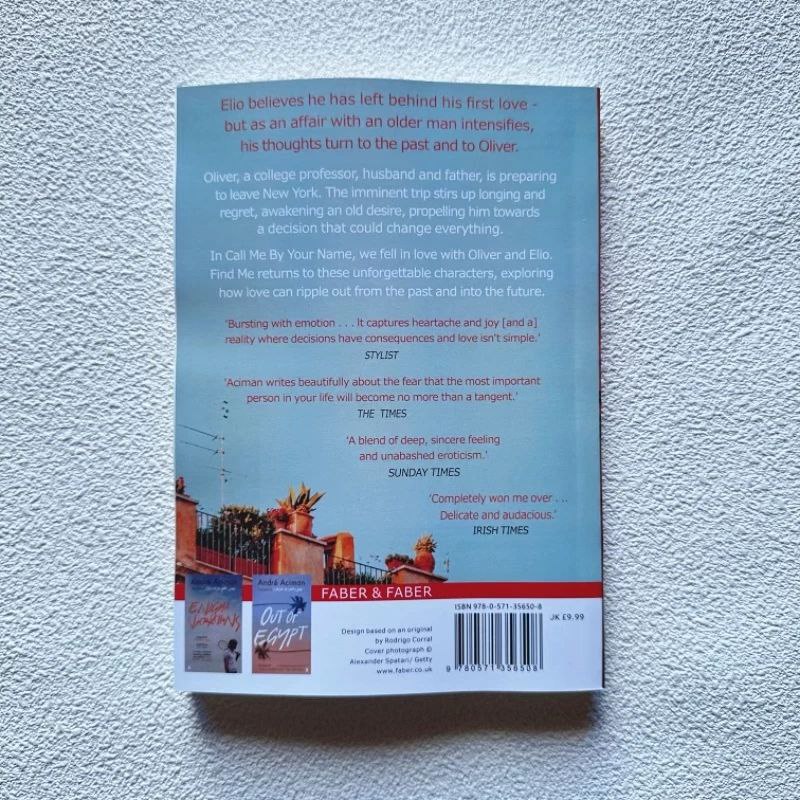 Elio believes he has left behind his first love -
but as an affair with an older man intensifies,
his thoughts turn to the past and to Oliver.
Oliver, a college professor, husband and father, is preparing
to leave New York. The imminent trip stirs up longing and
regret, awakening an old desire, propelling him towards
a decision that could change everything.
In Call Me By Your Name, we fell in love with Oliver and Elio.
Find Me returns to these unforgettable characters, exploring
how love can ripple out from the past and into the future.
'Bursting with emotion . . . It captures heartache and joy [and a]
reality where decisions have consequences and love isn't simple.'
STYLIST
'Aciman writes beautifully about the fear that the most important
person in your life will become no more than a tangent.'
THE TIMES
'A blend of deep, sincere feeling
and unabashed eroticism.'
SUNDAY TIMES
'Completely won me over . . .
Delicate and audacious.'
IRISH TIMES
FABER & FABER
André Aciman
ENIGMA
VARIATIONS
André Aciman
OUT OF
EGYPT
Design based on an original
by Rodrigo Corral
Cover photograph ©
Alexander Spatari/ Getty
www.faber.co.uk
ISBN 978-0-571-35650-8
9 780571 356508
UK £9.99